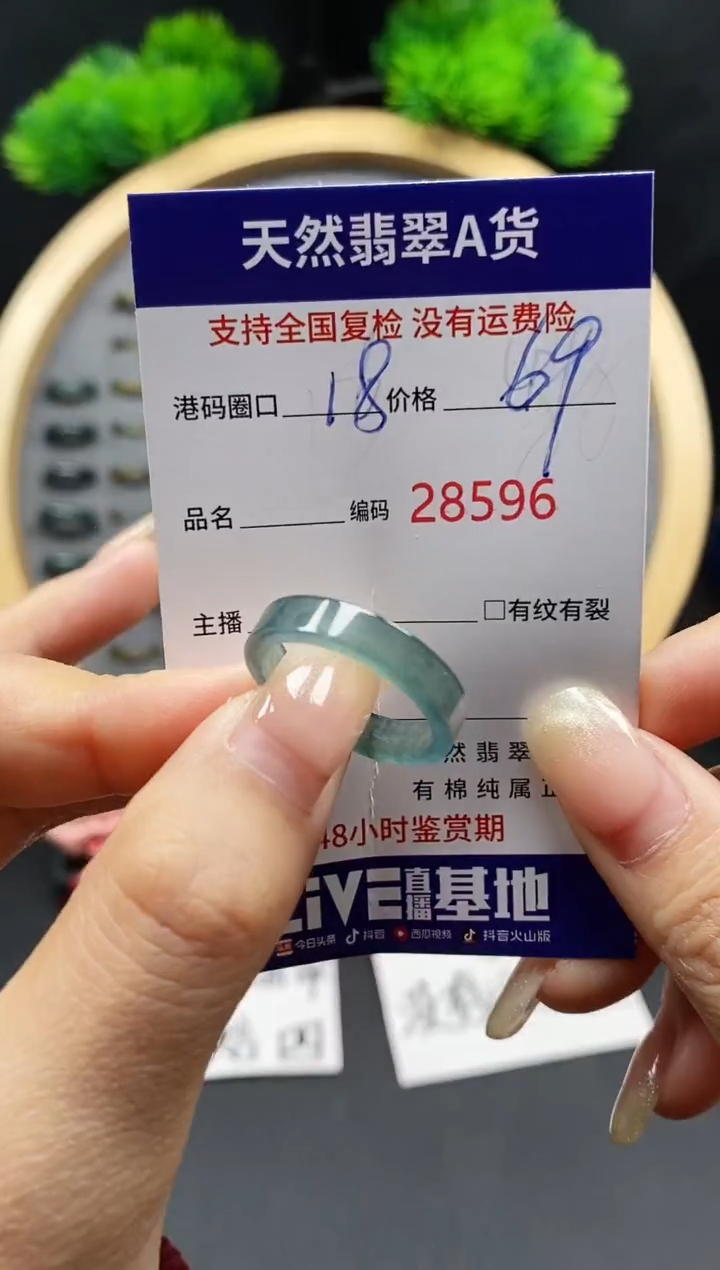 天然翡翠A货
支持全国复检 没有运费险
港码圈口 18 价格 69
品名 编码 28596
主播 □有纹有裂
然翡翠
有棉纯属正
48小时鉴赏期
LIVE直播基地
今日头条 抖音 西瓜视频 抖音火山版